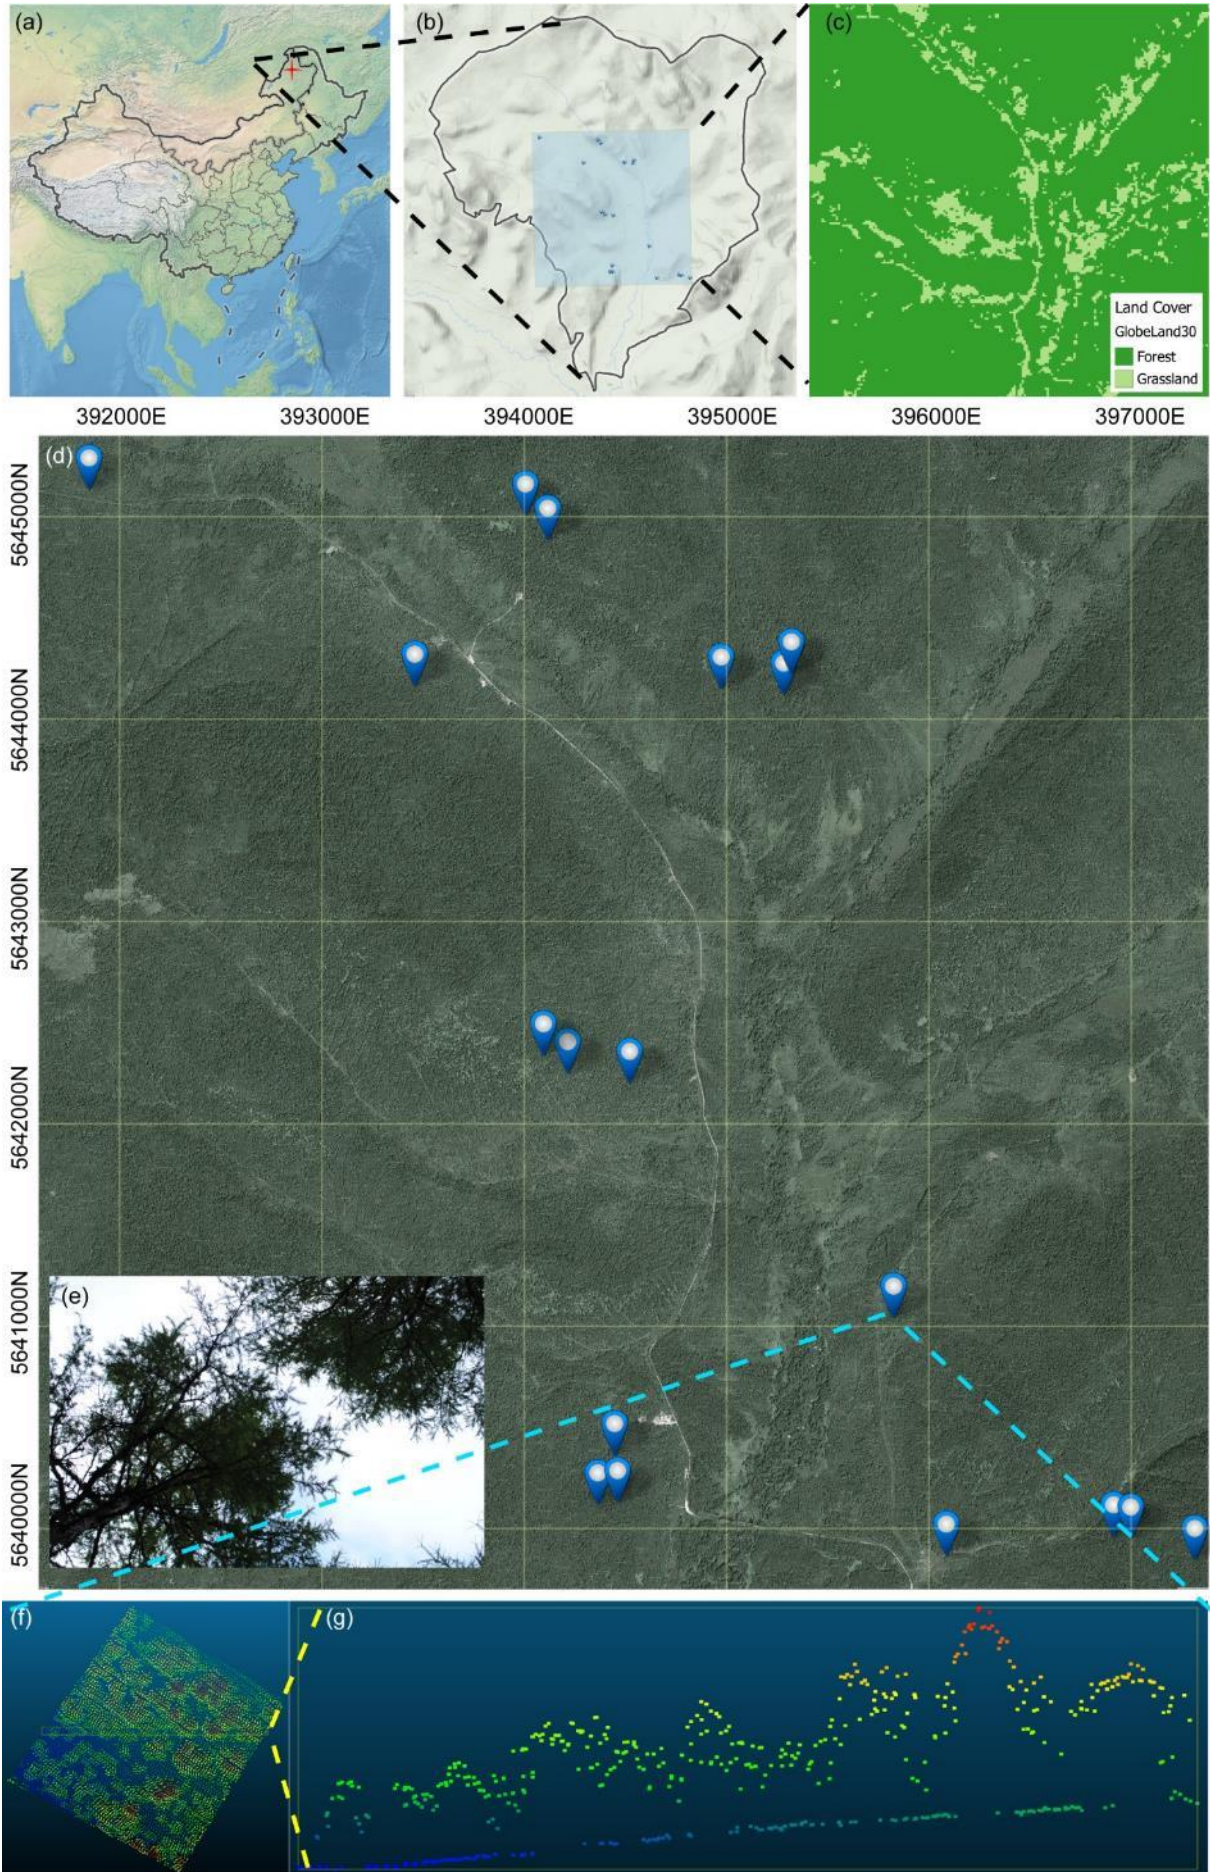 (a)
(b)
(c)
Land Cover
GlobeLand30
Forest
Grassland
392000E 393000E 394000E 395000E 396000E 397000E
(d)
5645000N
5644000N
5643000N
5642000N
5641000N
5640000N
(e)
(f)
(g)